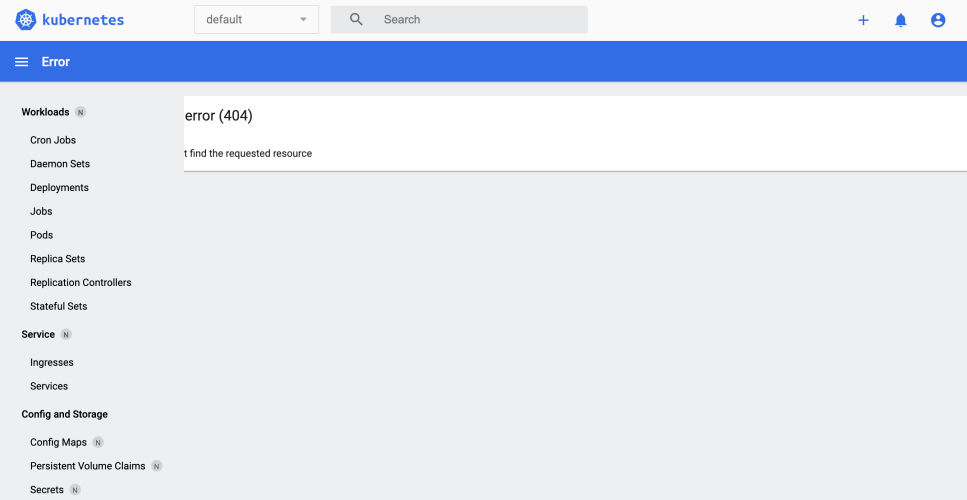 kubernetes
default
Search
Error
Workloads N
Cron Jobs
Daemon Sets
Deployments
Jobs
Pods
Replica Sets
Replication Controllers
Stateful Sets
Service N
Ingresses
Services
Config and Storage
Config Maps N
Persistent Volume Claims N
Secrets N
error (404)
t find the requested resource